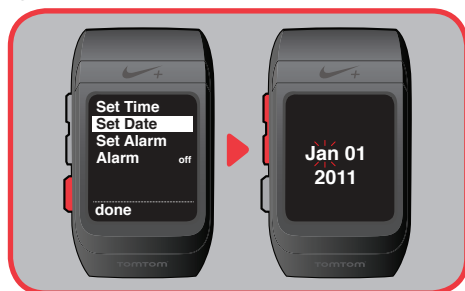 Set Time
Set Date
Set Alarm
Alarm off
done
TOMTOM
Jan 01
2011
TOMTOM